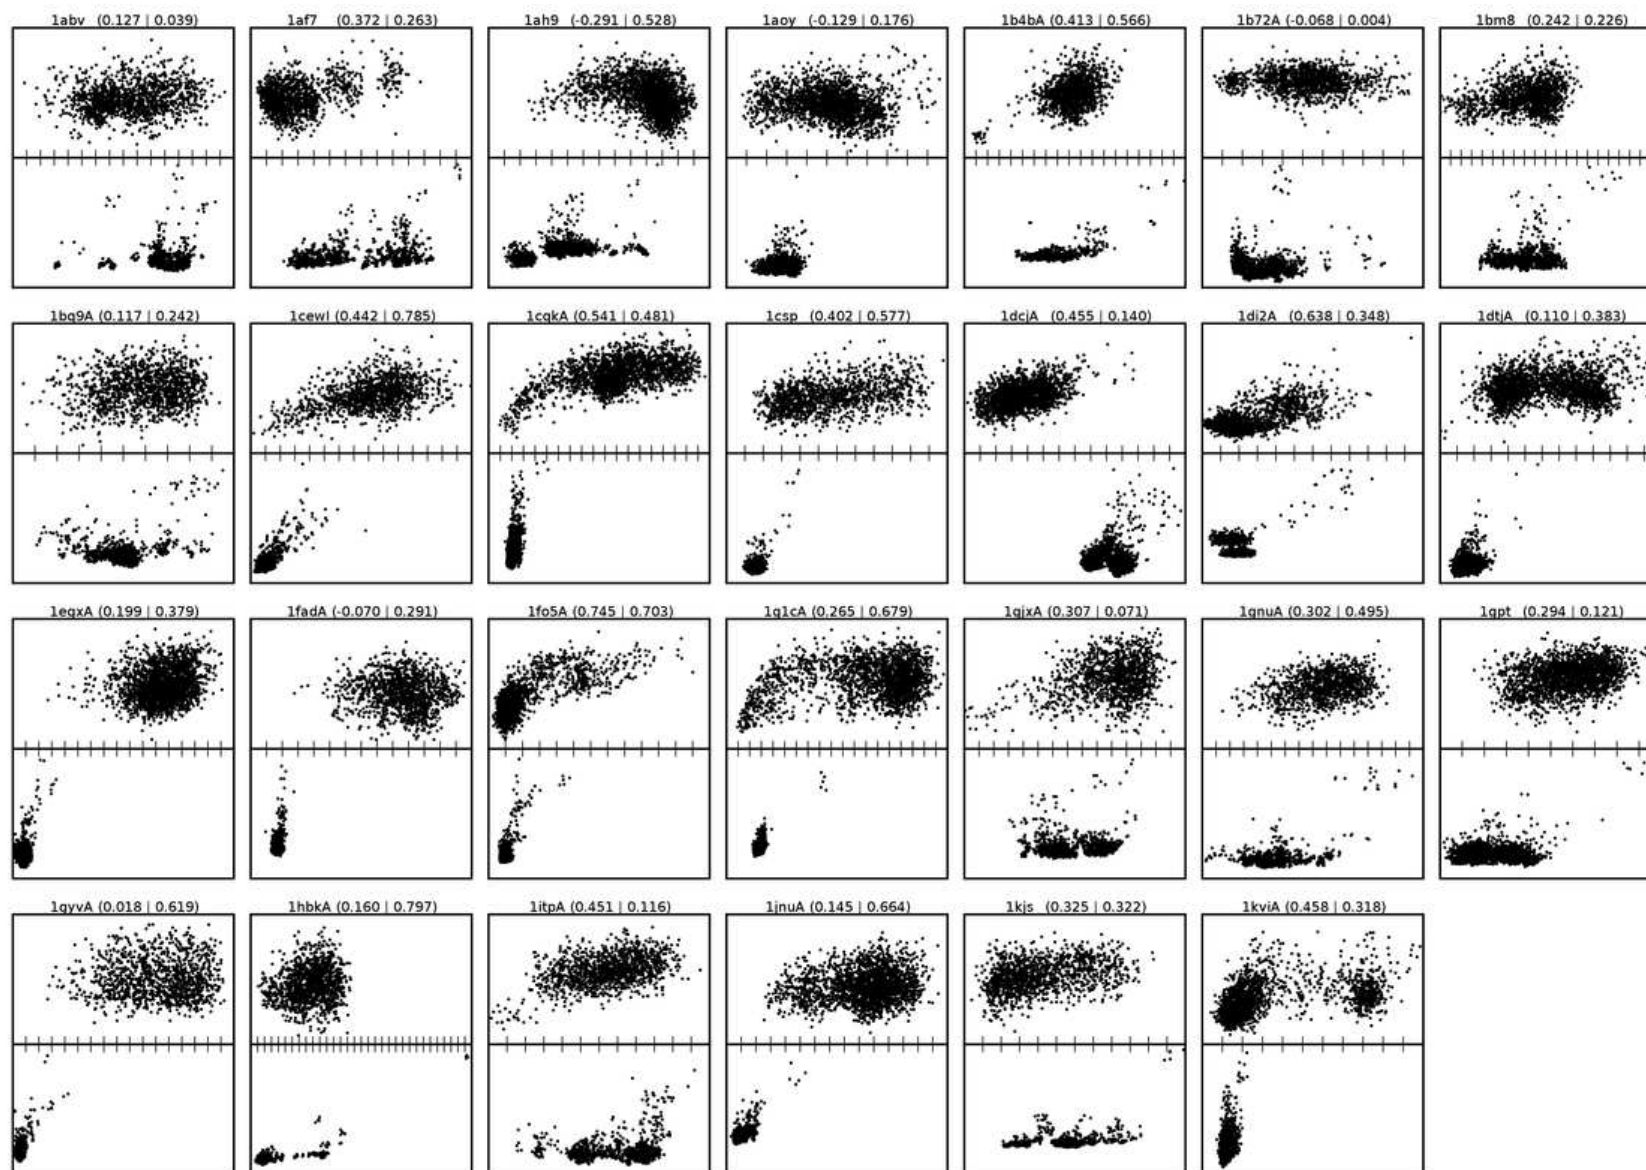 1abv (0.127 | 0.039)
1af7 (0.372 | 0.263)
1ah9 (-0.291 | 0.528)
1aoy (-0.129 | 0.176)
1b4bA (0.413 | 0.566)
1b72A (-0.068 | 0.004)
1bm8 (0.242 | 0.226)
1bq9A (0.117 | 0.242)
1cewI (0.442 | 0.785)
1cqkA (0.541 | 0.481)
1csp (0.402 | 0.577)
1dcjA (0.455 | 0.140)
1di2A (0.638 | 0.348)
1dtjA (0.110 | 0.383)
1egxA (0.199 | 0.379)
1fadA (-0.070 | 0.291)
1fo5A (0.745 | 0.703)
1g1cA (0.265 | 0.679)
1gjxA (0.307 | 0.071)
1gnuA (0.302 | 0.495)
1gpt (0.294 | 0.121)
1gyvA (0.018 | 0.619)
1hbkA (0.160 | 0.797)
1itpA (0.451 | 0.116)
1jnuA (0.145 | 0.664)
1kjs (0.325 | 0.322)
1kviA (0.458 | 0.318)